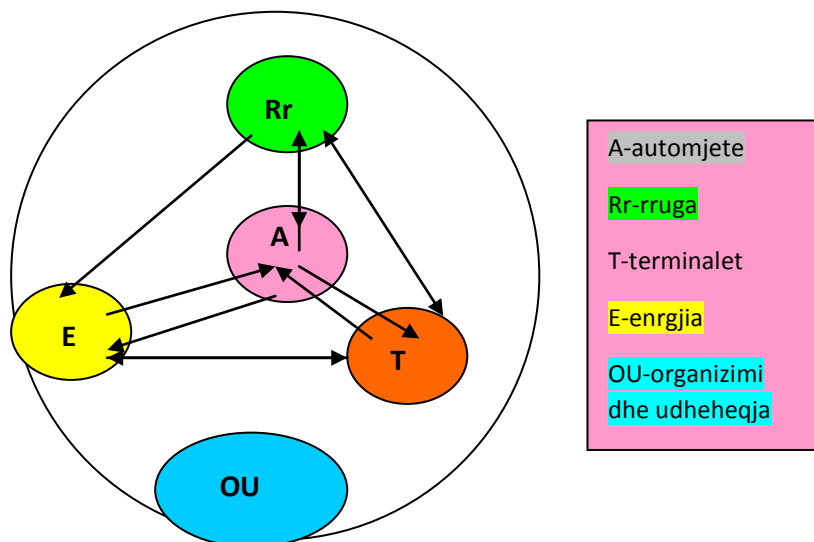 Rr
A
E
T
OU
A-automjete
Rr-rruga
T-terminalet
E-enrgjia
OU-organizimi
dhe udheheqja